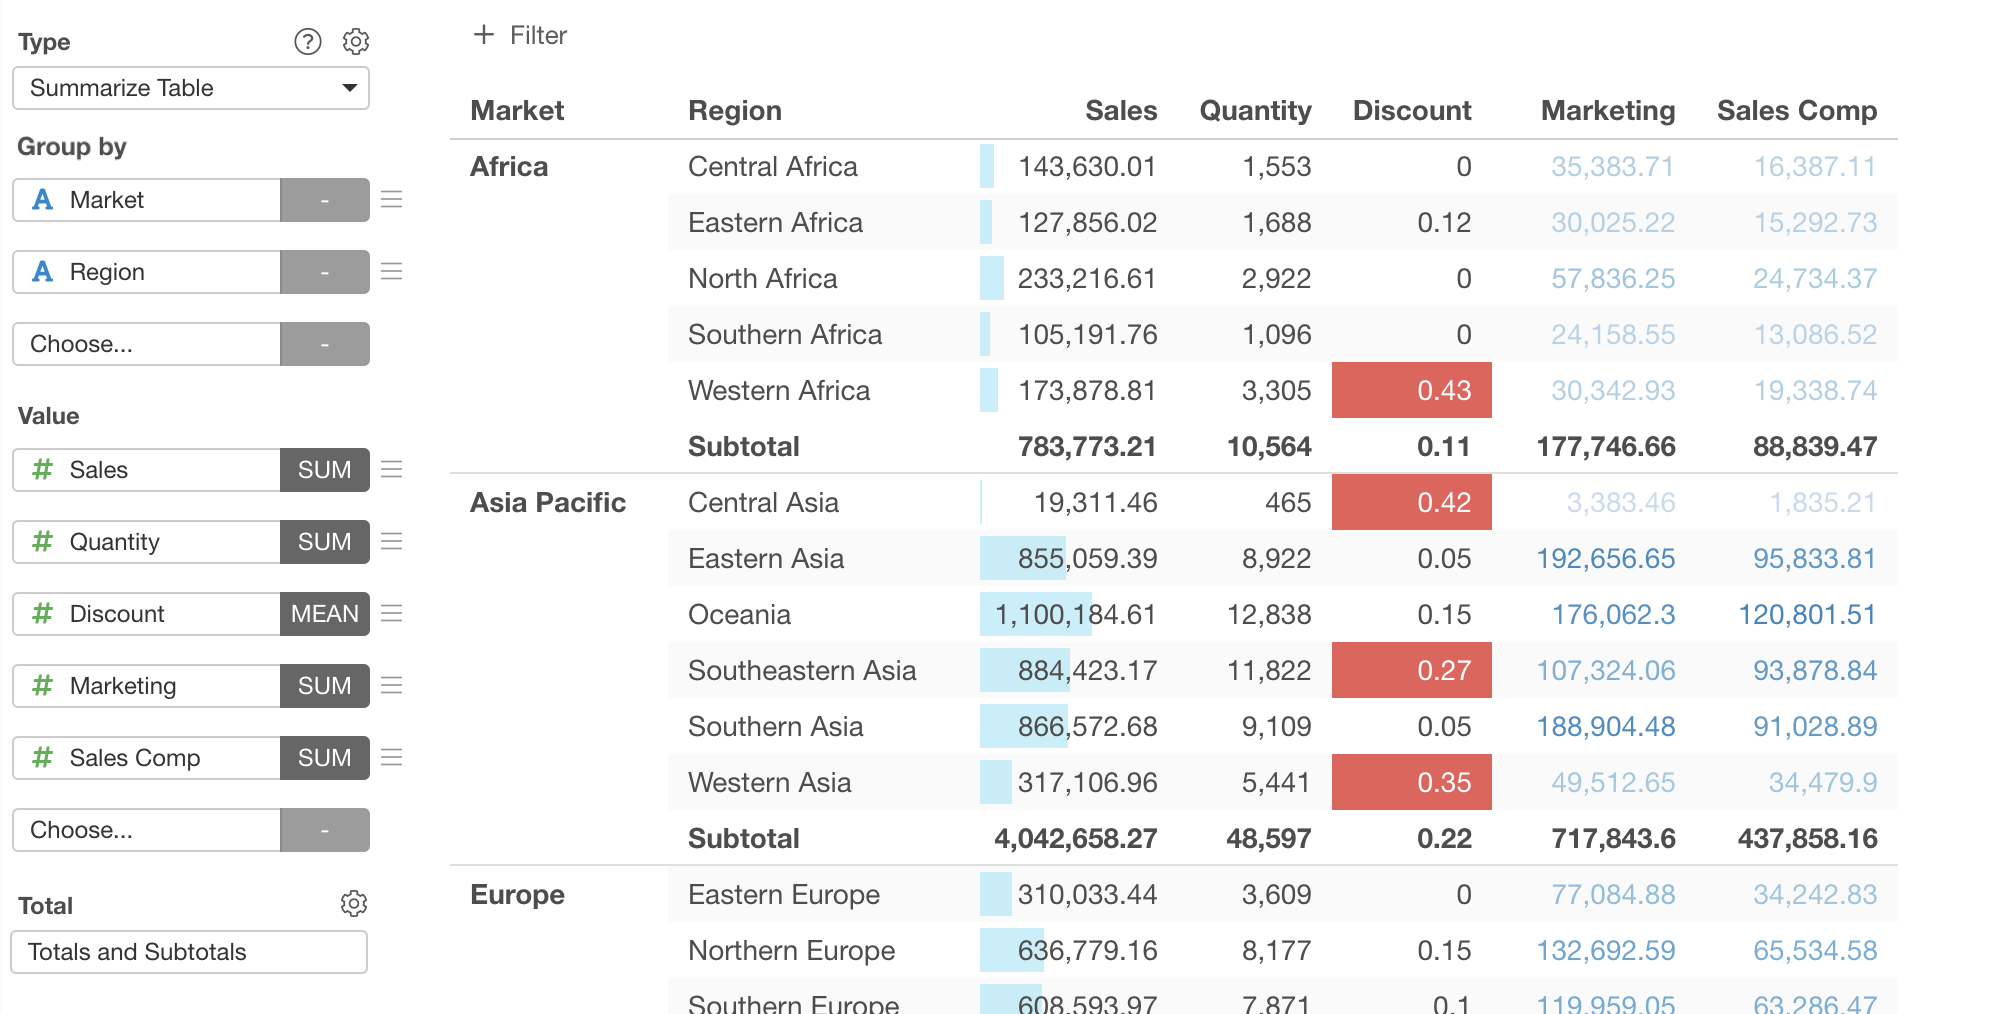 Type
Summarize Table
Group by
A Market -
A Region -
Choose... -
Value
# Sales SUM
# Quantity SUM
# Discount MEAN
# Marketing SUM
# Sales Comp SUM
Choose... -
Total
Totals and Subtotals
+ Filter
Market Region Sales Quantity Discount Marketing Sales Comp
Africa Central Africa 143,630.01 1,553 0 35,383.71 16,387.11
Eastern Africa 127,856.02 1,688 0.12 30,025.22 15,292.73
North Africa 233,216.61 2,922 0 57,836.25 24,734.37
Southern Africa 105,191.76 1,096 0 24,158.55 13,086.52
Western Africa 173,878.81 3,305 0.43 30,342.93 19,338.74
Subtotal 783,773.21 10,564 0.11 177,746.66 88,839.47
Asia Pacific Central Asia 19,311.46 465 0.42 3,383.46 1,835.21
Eastern Asia 855,059.39 8,922 0.05 192,656.65 95,833.81
Oceania 1,100,184.61 12,838 0.15 176,062.3 120,801.51
Southeastern Asia 884,423.17 11,822 0.27 107,324.06 93,878.84
Southern Asia 866,572.68 9,109 0.05 188,904.48 91,028.89
Western Asia 317,106.96 5,441 0.35 49,512.65 34,479.9
Subtotal 4,042,658.27 48,597 0.22 717,843.6 437,858.16
Europe Eastern Europe 310,033.44 3,609 0 77,084.88 34,242.83
Northern Europe 636,779.16 8,177 0.15 132,692.59 65,534.58
Southern Europe 608,593.97 7,871 0.1 119,959.05 63,286.47